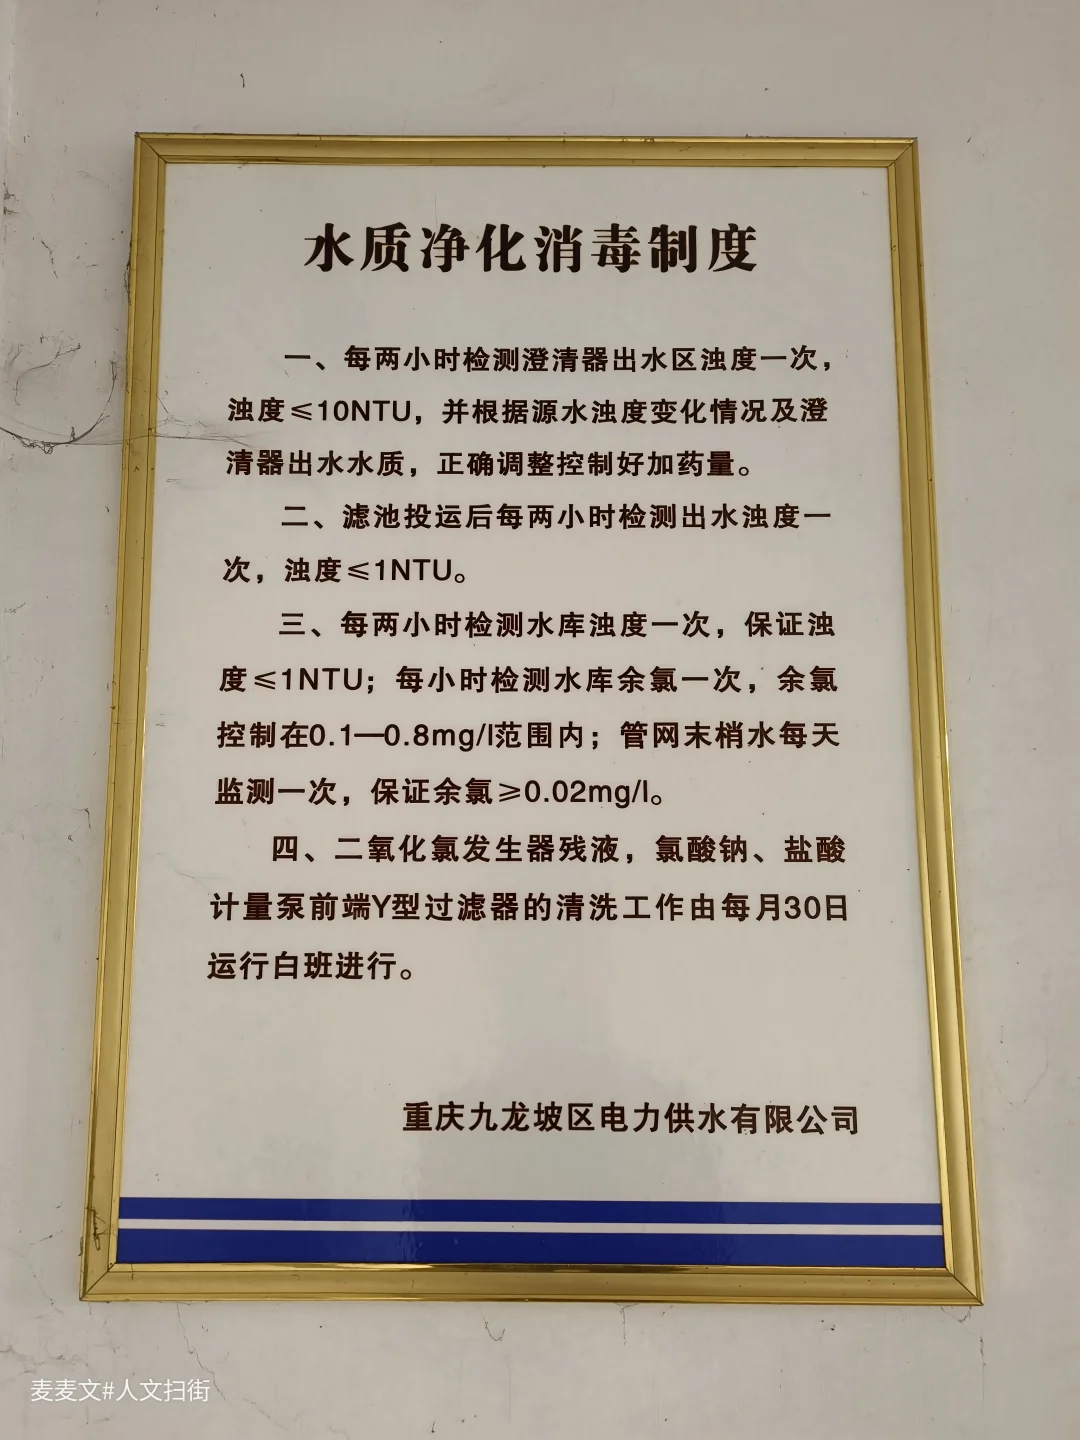 水质净化消毒制度
一、每两小时检测澄清器出水区浊度一次，
浊度≤10NTU，并根据源水浊度变化情况及澄
清器出水水质，正确调整控制好加药量。
二、滤池投运后每两小时检测出水浊度一
次，浊度≤1NTU。
三、每两小时检测水库浊度一次，保证浊
度≤1NTU；每小时检测水库余氯一次，余氯
控制在0.1—0.8mg/l范围内；管网末梢水每天
监测一次，保证余氯≥0.02mg/l。
四、二氧化氯发生器残液，氯酸钠、盐酸
计量泵前端Y型过滤器的清洗工作由每月30日
运行白班进行。
重庆九龙坡区电力供水有限公司
麦麦文#人文扫街